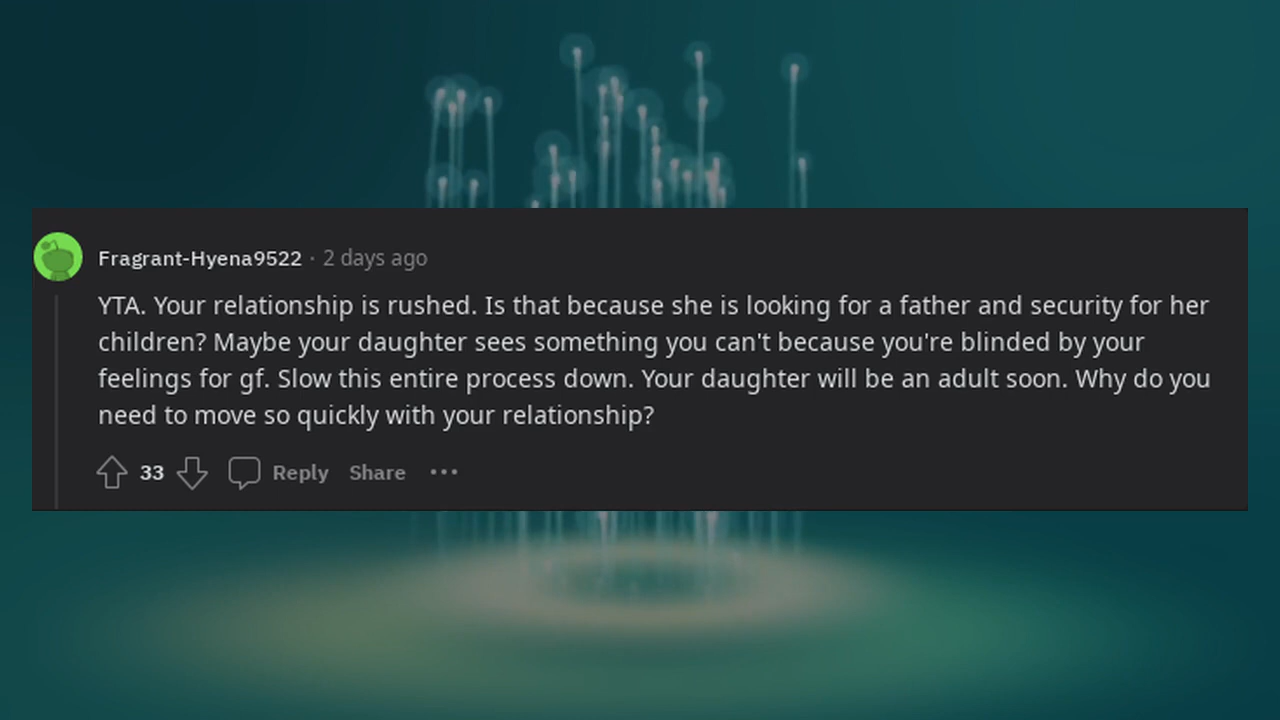 Fragrant-Hyena9522 · 2 days ago
YTA. Your relationship is rushed. Is that because she is looking for a father and security for her
children? Maybe your daughter sees something you can't because you're blinded by your
feelings for gf. Slow this entire process down. Your daughter will be an adult soon. Why do you
need to move so quickly with your relationship?
33 Reply Share ···